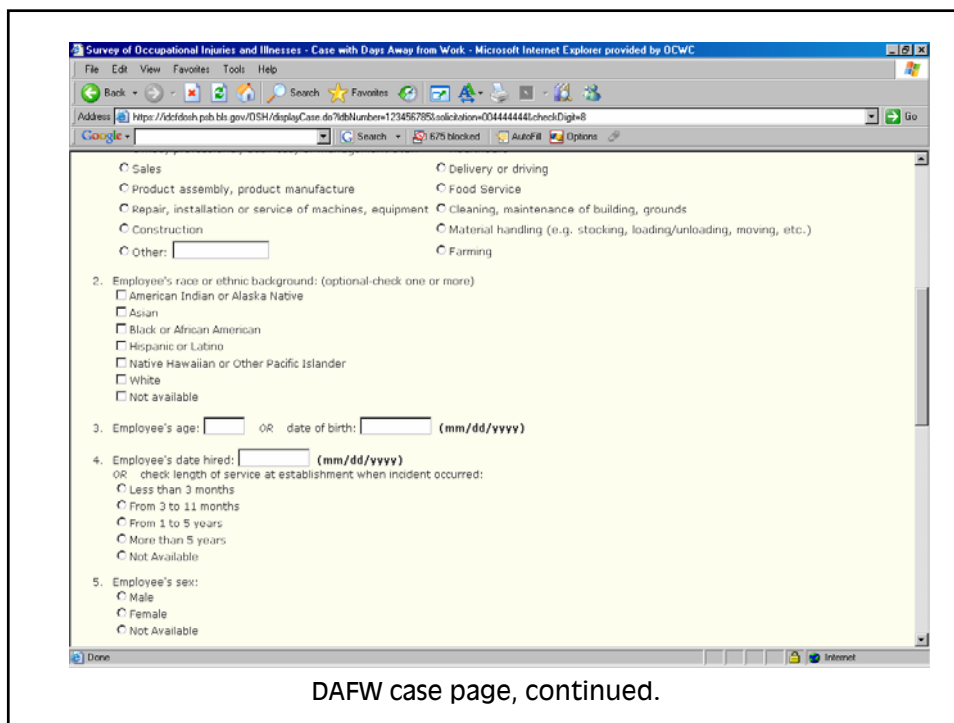 Survey of Occupational Injuries and Illnesses - Case with Days Away from Work - Microsoft Internet Explorer provided by OCWC
File Edit View Favorites Tools Help
Back Search Favorites
Address https://idcfdosh.psb.bls.gov/OSH/displayCase.do?idbNumber=123456785&solicitation=004444444&checkDigit=8 Go
Google Search 675 blocked AutoFill Options
Sales Delivery or driving
Product assembly, product manufacture Food Service
Repair, installation or service of machines, equipment Cleaning, maintenance of building, grounds
Construction Material handling (e.g. stocking, loading/unloading, moving, etc.)
Other: Farming
2. Employee's race or ethnic background: (optional-check one or more)
American Indian or Alaska Native
Asian
Black or African American
Hispanic or Latino
Native Hawaiian or Other Pacific Islander
White
Not available
3. Employee's age: OR date of birth: (mm/dd/yyyy)
4. Employee's date hired: (mm/dd/yyyy)
OR check length of service at establishment when incident occurred:
Less than 3 months
From 3 to 11 months
From 1 to 5 years
More than 5 years
Not Available
5. Employee's sex:
Male
Female
Not Available
Done Internet
DAFW case page, continued.